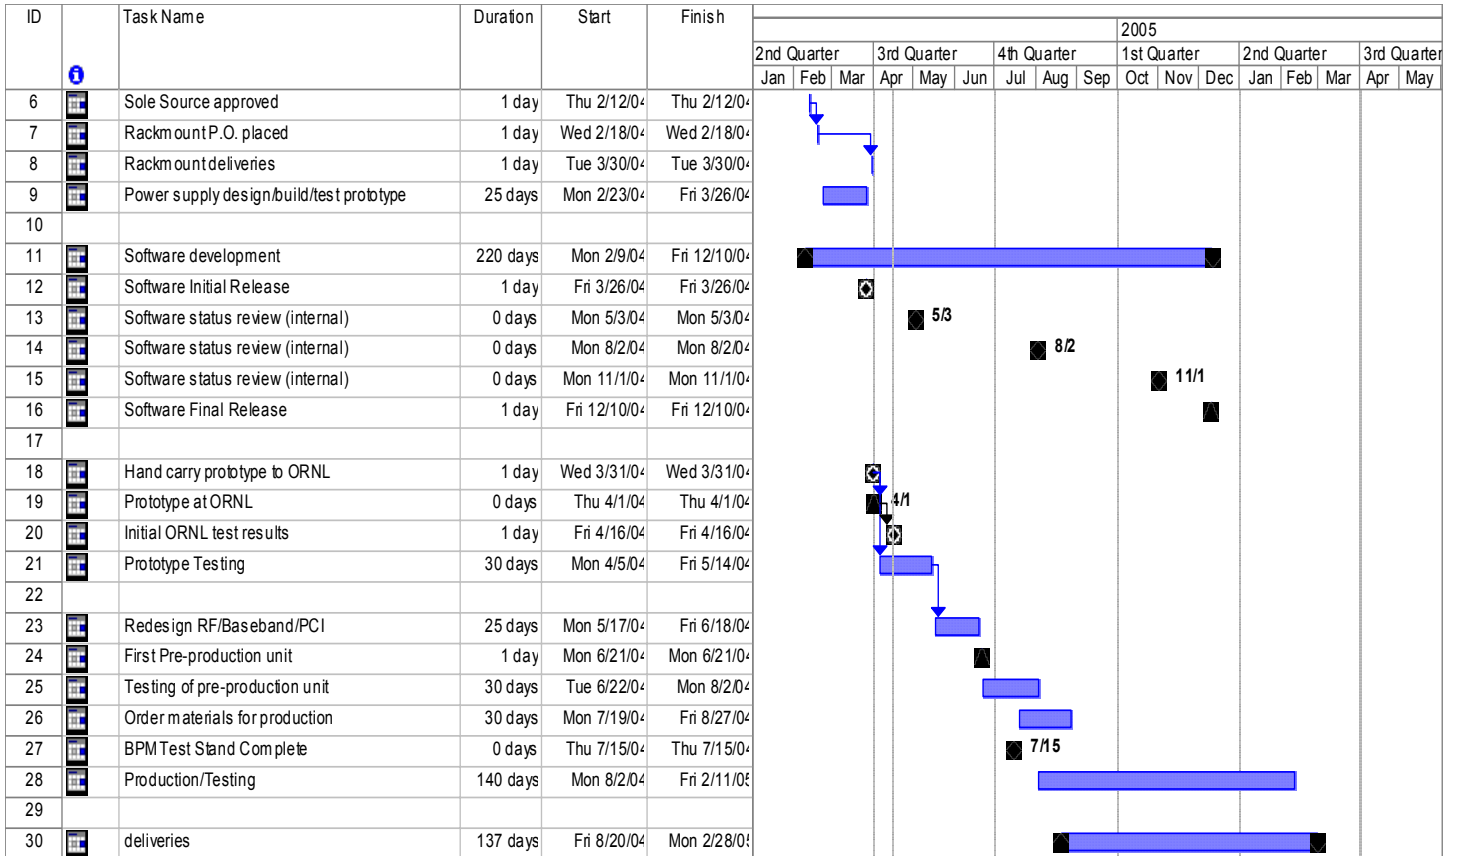 ID Task Name Duration Start Finish
2005
2nd Quarter 3rd Quarter 4th Quarter 1st Quarter 2nd Quarter 3rd Quarter
Jan Feb Mar Apr May Jun Jul Aug Sep Oct Nov Dec Jan Feb Mar Apr May
6 Sole Source approved 1 day Thu 2/12/04 Thu 2/12/04
7 Rackmount P.O. placed 1 day Wed 2/18/04 Wed 2/18/04
8 Rackmount deliveries 1 day Tue 3/30/04 Tue 3/30/04
9 Power supply design/build/test prototype 25 days Mon 2/23/04 Fri 3/26/04
10
11 Software development 220 days Mon 2/9/04 Fri 12/10/04
12 Software Initial Release 1 day Fri 3/26/04 Fri 3/26/04
13 Software status review (internal) 0 days Mon 5/3/04 Mon 5/3/04 5/3
14 Software status review (internal) 0 days Mon 8/2/04 Mon 8/2/04 8/2
15 Software status review (internal) 0 days Mon 11/1/04 Mon 11/1/04 11/1
16 Software Final Release 1 day Fri 12/10/04 Fri 12/10/04
17
18 Hand carry prototype to ORNL 1 day Wed 3/31/04 Wed 3/31/04
19 Prototype at ORNL 0 days Thu 4/1/04 Thu 4/1/04 4/1
20 Initial ORNL test results 1 day Fri 4/16/04 Fri 4/16/04
21 Prototype Testing 30 days Mon 4/5/04 Fri 5/14/04
22
23 Redesign RF/Baseband/PCI 25 days Mon 5/17/04 Fri 6/18/04
24 First Pre-production unit 1 day Mon 6/21/04 Mon 6/21/04
25 Testing of pre-production unit 30 days Tue 6/22/04 Mon 8/2/04
26 Order materials for production 30 days Mon 7/19/04 Fri 8/27/04
27 BPM Test Stand Complete 0 days Thu 7/15/04 Thu 7/15/04 7/15
28 Production/Testing 140 days Mon 8/2/04 Fri 2/11/05
29
30 deliveries 137 days Fri 8/20/04 Mon 2/28/05